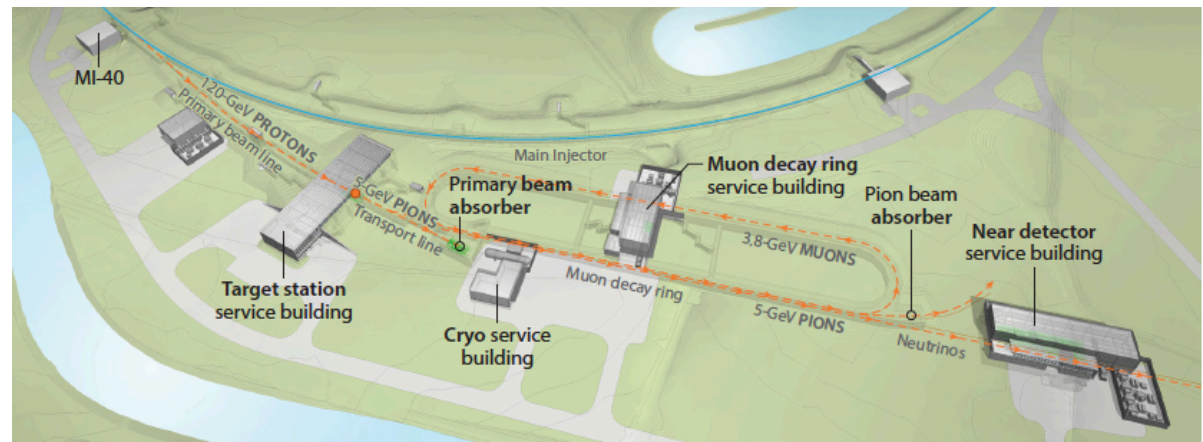 MI-40
120-GeV PROTONS
Primary beam line
Main Injector
5-GeV PIONS
Transport line
Primary beam
absorber
Muon decay ring
service building
Pion beam
absorber
Near detector
service building
3.8-GeV MUONS
Target station
service building
Cryo service
building
Muon decay ring
5-GeV PIONS
Neutrinos